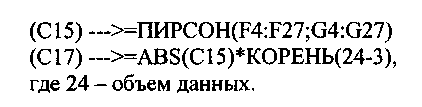 (C15) --->=ПИРСОН(F4:F27;G4:G27)
(C17) --->=ABS(C15)*КОРЕНЬ(24-3),
где 24 – объем данных.